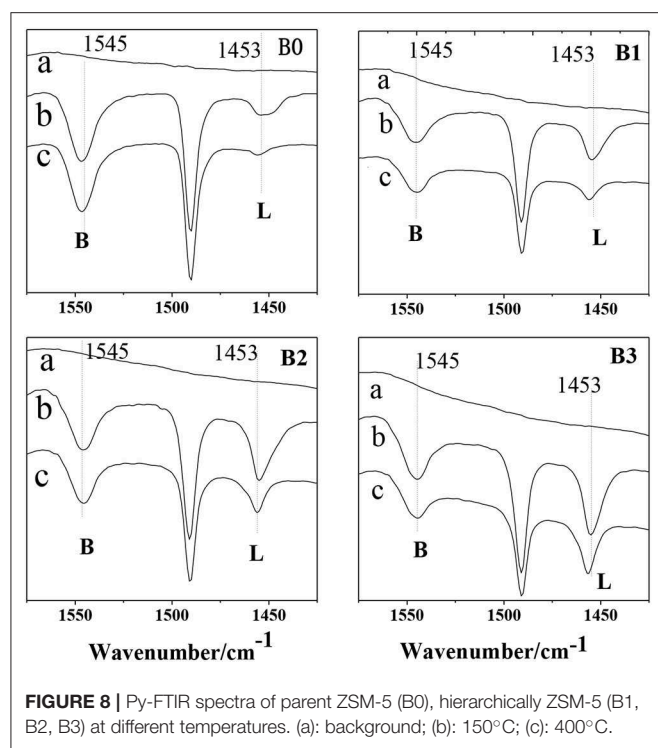 1545 1453 B0
a
b
c
B L
1550 1500 1450
1545 1453 B1
a
b
c
B L
1550 1500 1450
1545 1453 B2
a
b
c
B L
1550 1500 1450
Wavenumber/cm-1
1545 1453 B3
a
b
c
B L
1550 1500 1450
Wavenumber/cm-1
FIGURE 8 | Py-FTIR spectra of parent ZSM-5 (B0), hierarchically ZSM-5 (B1,
B2, B3) at different temperatures. (a): background; (b): 150°C; (c): 400°C.